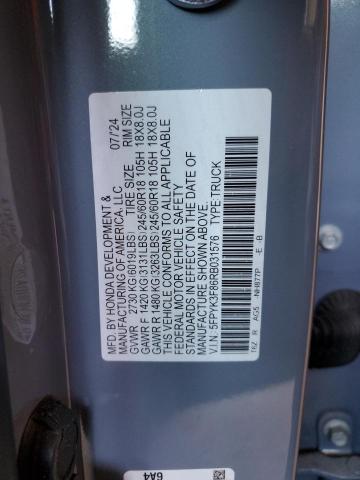 MFD. BY HONDA DEVELOPMENT &
MANUFACTURING OF AMERICA, LLC 07/'24
GVWR 2730 KG(6019LBS) TIRE SIZE RIM SIZE
GAWR F 1420 KG(3131LBS)/245/60R18 105H 18X8.0J
GAWR R 1480 KG(3263LBS)/245/60R18 105H 18X8.0J
THIS VEHICLE CONFORMS TO ALL APPLICABLE
FEDERAL MOTOR VEHICLE SAFETY
STANDARDS IN EFFECT ON THE DATE OF
MANUFACTURE SHOWN ABOVE.
V.I.N: 5FPYK3F86RB031576 TYPE:TRUCK
R AG5 -NH877P -E -B
6A4